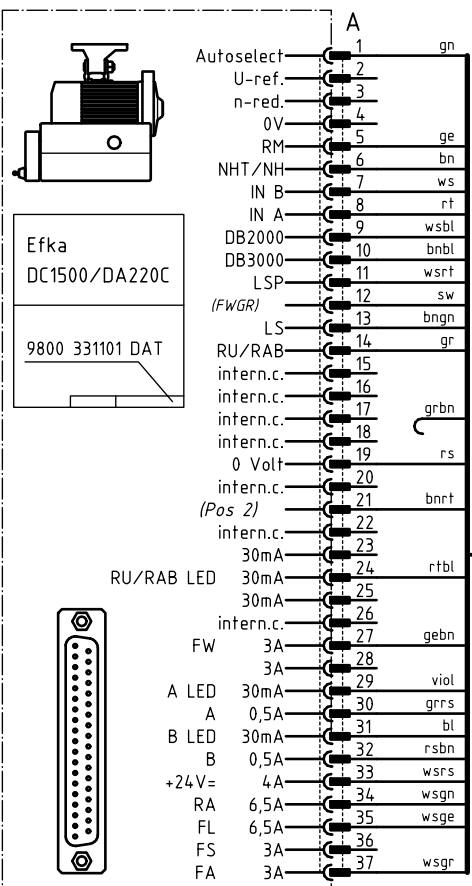 A
Autoselect 1 gn
U-ref. 2
n-red. 3
0V 4
RM 5 ge
NHT/NH 6 bn
IN B 7 ws
IN A 8 rt
DB2000 9 wsbl
DB3000 10 bnbl
LSP 11 wsrt
(FWGR) 12 sw
LS 13 bngn
RU/RAB 14 gr
intern.c. 15
intern.c. 16
intern.c. 17 grbn
intern.c. 18
0 Volt 19 rs
intern.c. 20
(Pos 2) 21 bnrt
intern.c. 22
30mA 23
RU/RAB LED 30mA 24 rtbl
30mA 25
intern.c. 26
FW 3A 27 gebn
3A 28
A LED 30mA 29 viol
A 0,5A 30 grrs
B LED 30mA 31 bl
B 0,5A 32 rsbn
+24V= 4A 33 wsrs
RA 6,5A 34 wsgn
FL 6,5A 35 wsge
FS 3A 36
FA 3A 37 wsgr
Efka
DC1500/DA220C
9800 331101 DAT